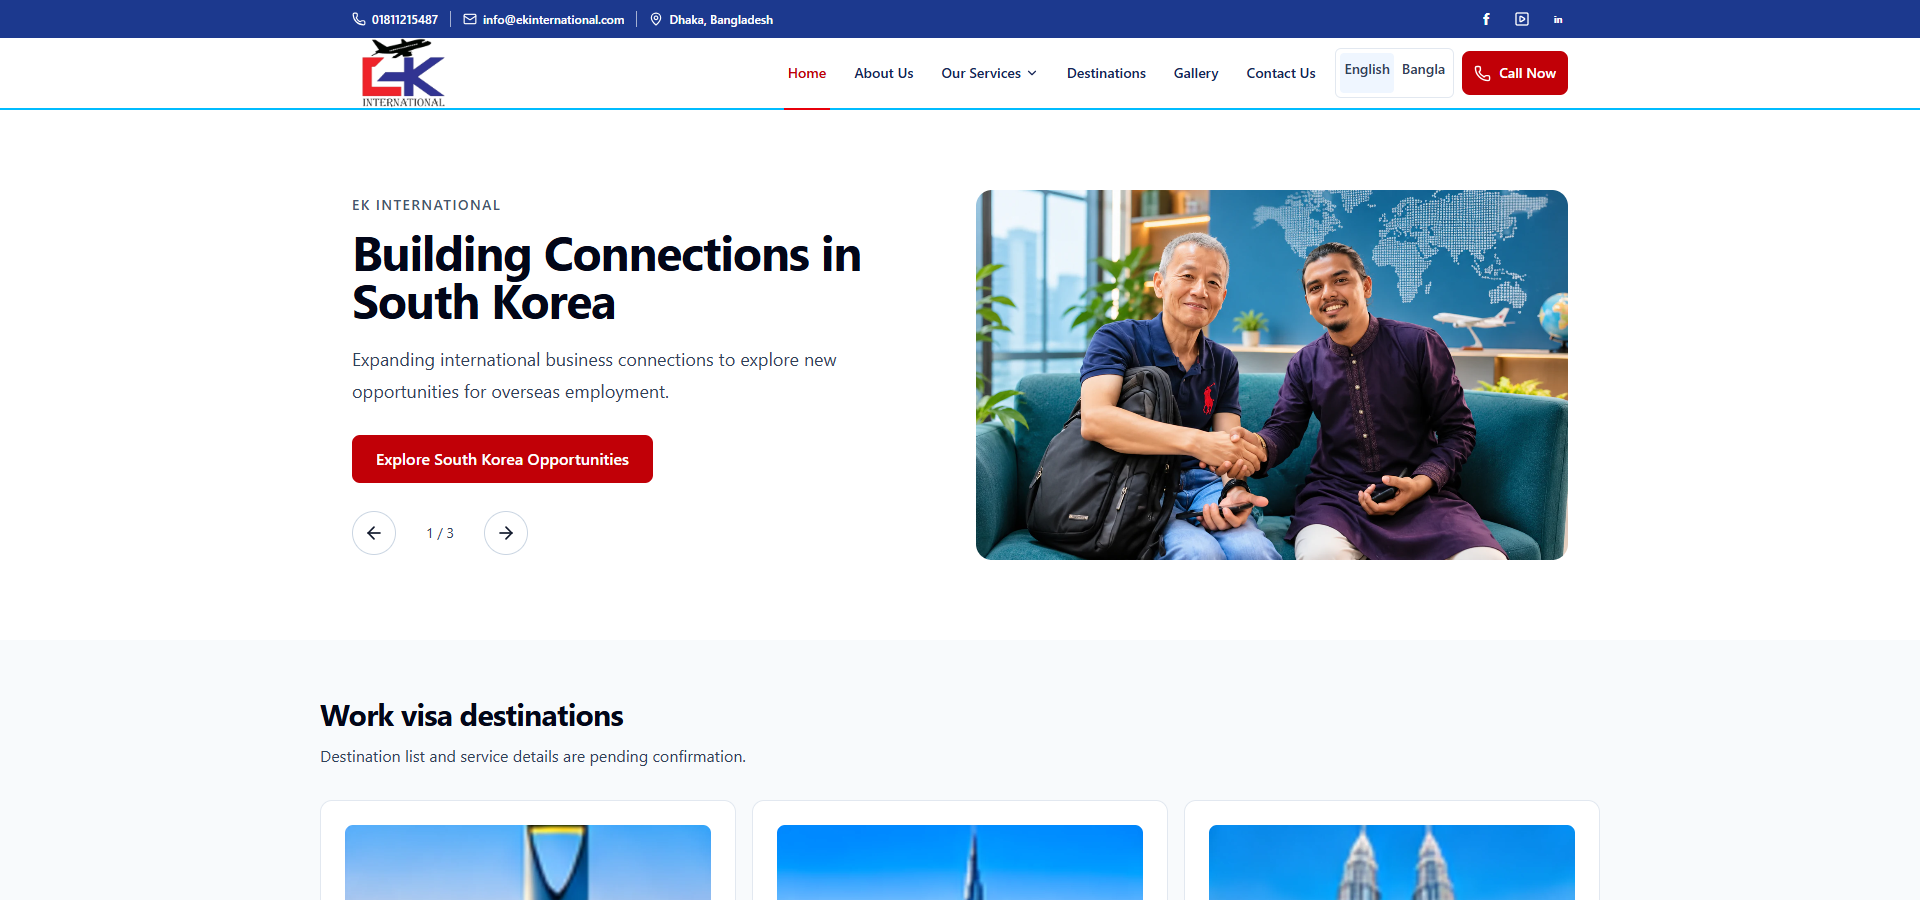 01811215487
info@ekinternational.com
Dhaka, Bangladesh
f
in
EK
INTERNATIONAL
Home
About Us
Our Services
Destinations
Gallery
Contact Us
English
Bangla
Call Now
EK INTERNATIONAL
Building Connections in
South Korea
Expanding international business connections to explore new
opportunities for overseas employment.
Explore South Korea Opportunities
1 / 3
Work visa destinations
Destination list and service details are pending confirmation.